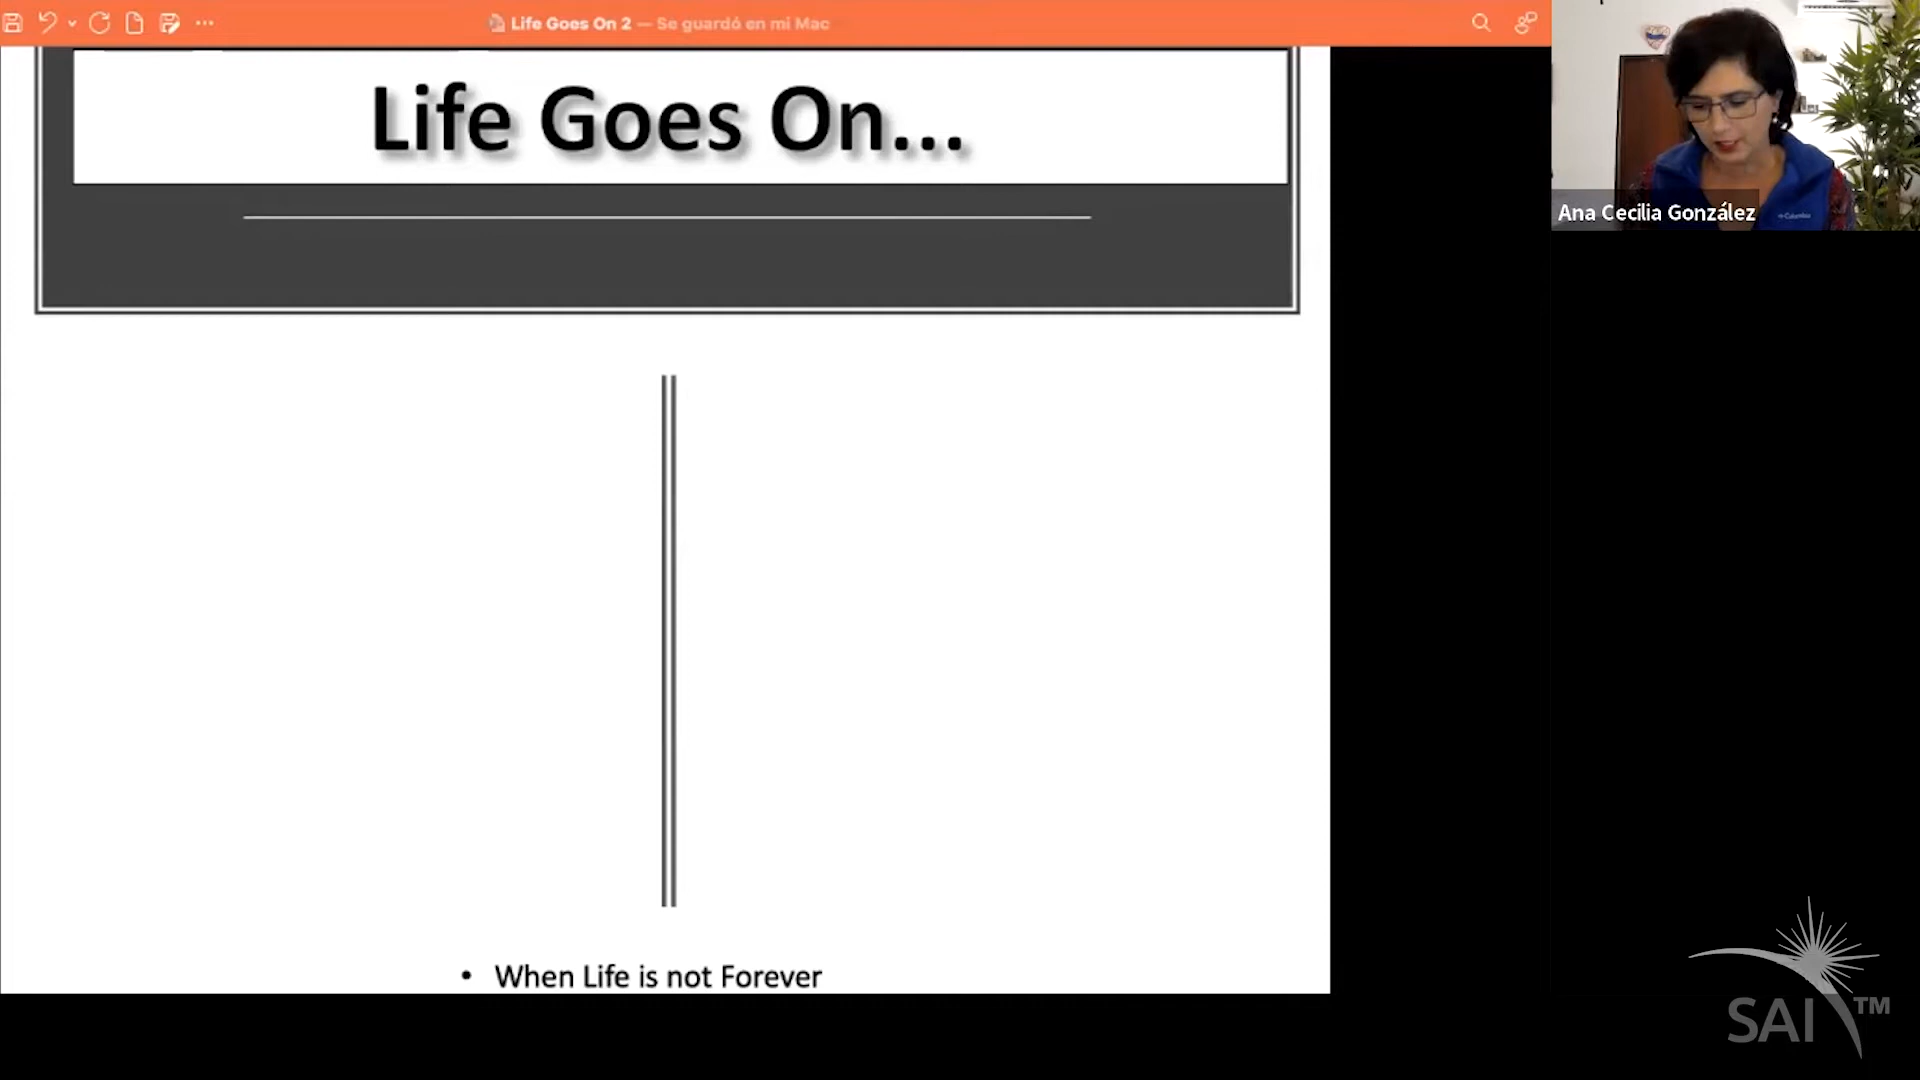 Life Goes On 2 — Se guardó en mi Mac
Life Goes On...
Ana Cecilia González
• When Life is not Forever
SAI™